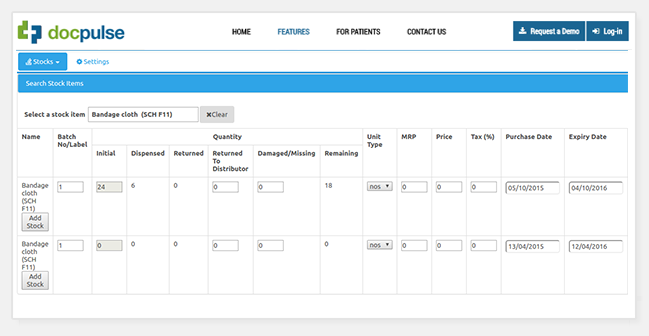 docpulse
HOME FEATURES FOR PATIENTS CONTACT US Request a Demo Log-in
Stocks Settings
Search Stock Items
Select a stock item Bandage cloth (SCH F11) Clear
Name Batch No/Label Quantity Unit Type MRP Price Tax (%) Purchase Date Expiry Date
Initial Dispensed Returned Returned To Distributor Damaged/Missing Remaining
Bandage cloth (SCH F11) 1 24 6 0 0 0 18 nos 0 0 0 05/10/2015 04/10/2016
Add Stock
Bandage cloth (SCH F11) 1 0 0 0 0 0 0 nos 0 0 0 13/04/2015 12/04/2016
Add Stock